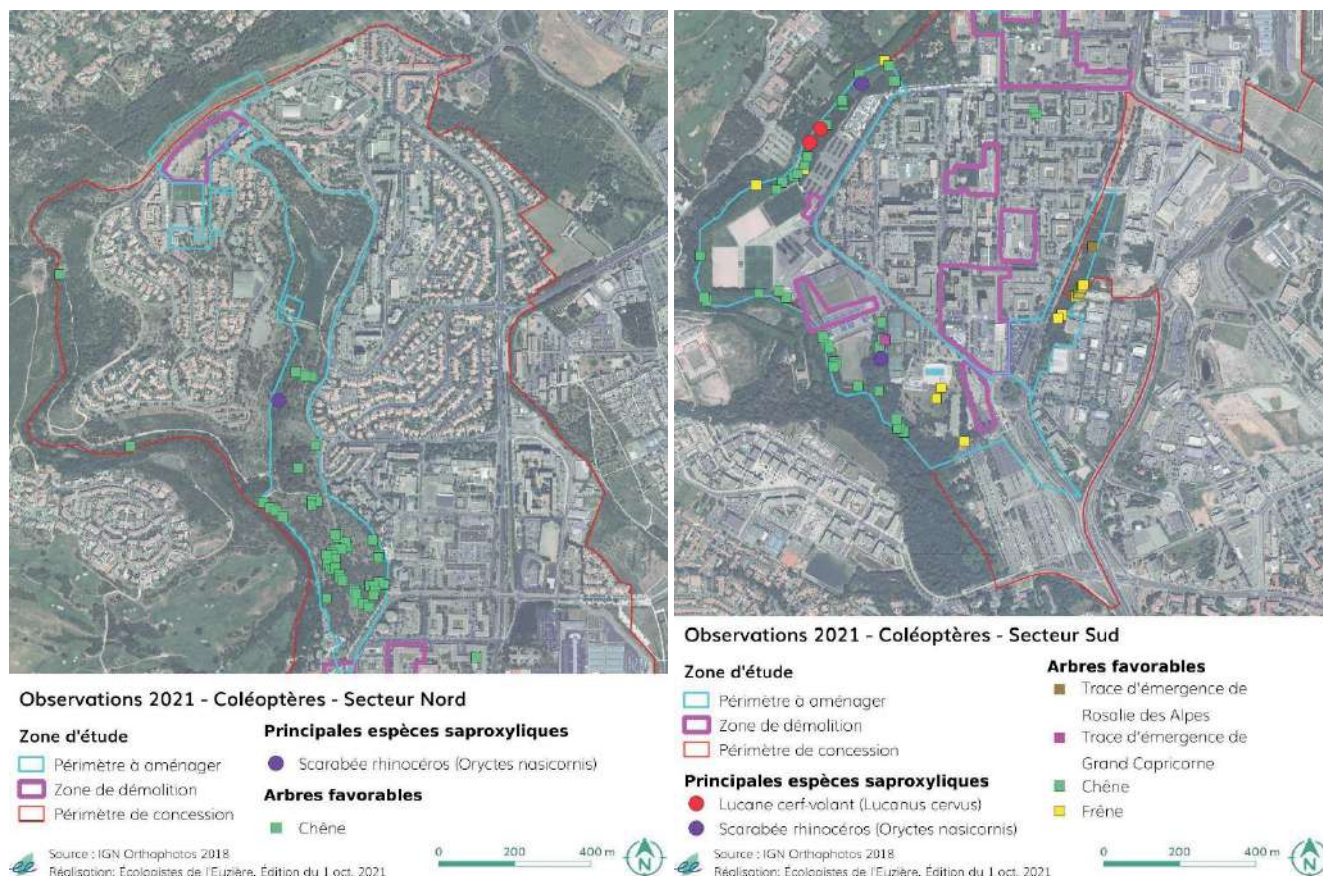 Observations 2021 - Coléoptères - Secteur Nord
Zone d'étude
Périmètre à aménager
Zone de démolition
Périmètre de concession
Principales espèces saproxyliques
Scarabée rhinocéros (Oryctes nasicornis)
Arbres favorables
Chêne
Source : IGN Orthophotos 2018
Réalisation: Écologistes de l'Euzière, Édition du 1 oct. 2021
0 200 400 m
N
Observations 2021 - Coléoptères - Secteur Sud
Zone d'étude
Périmètre à aménager
Zone de démolition
Périmètre de concession
Principales espèces saproxyliques
Lucane cerf-volant (Lucanus cervus)
Scarabée rhinocéros (Oryctes nasicornis)
Arbres favorables
Trace d'émergence de
Rosalie des Alpes
Trace d'émergence de
Grand Capricorne
Chêne
Frêne
Source : IGN Orthophotos 2018
Réalisation: Écologistes de l'Euzière, Édition du 1 oct. 2021
0 200 400 m
N